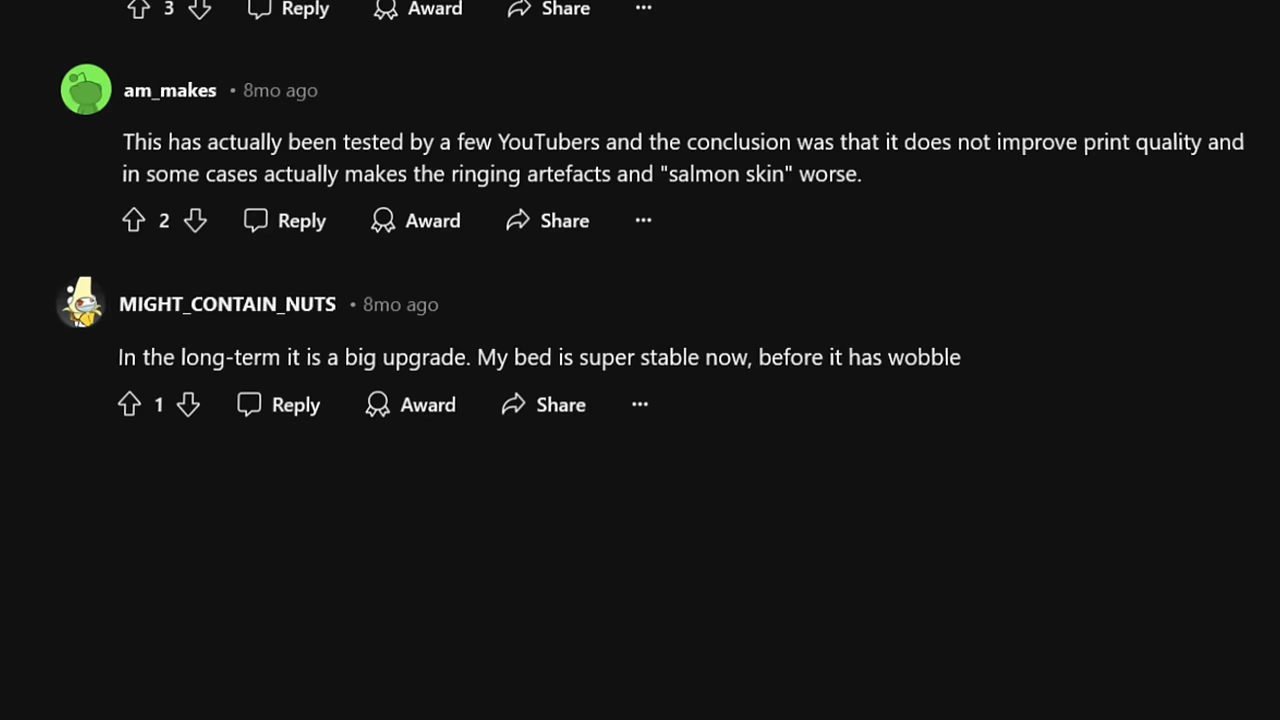 3 Reply Award Share
am_makes • 8mo ago
This has actually been tested by a few YouTubers and the conclusion was that it does not improve print quality and
in some cases actually makes the ringing artefacts and "salmon skin" worse.
2 Reply Award Share
MIGHT_CONTAIN_NUTS • 8mo ago
In the long-term it is a big upgrade. My bed is super stable now, before it has wobble
1 Reply Award Share